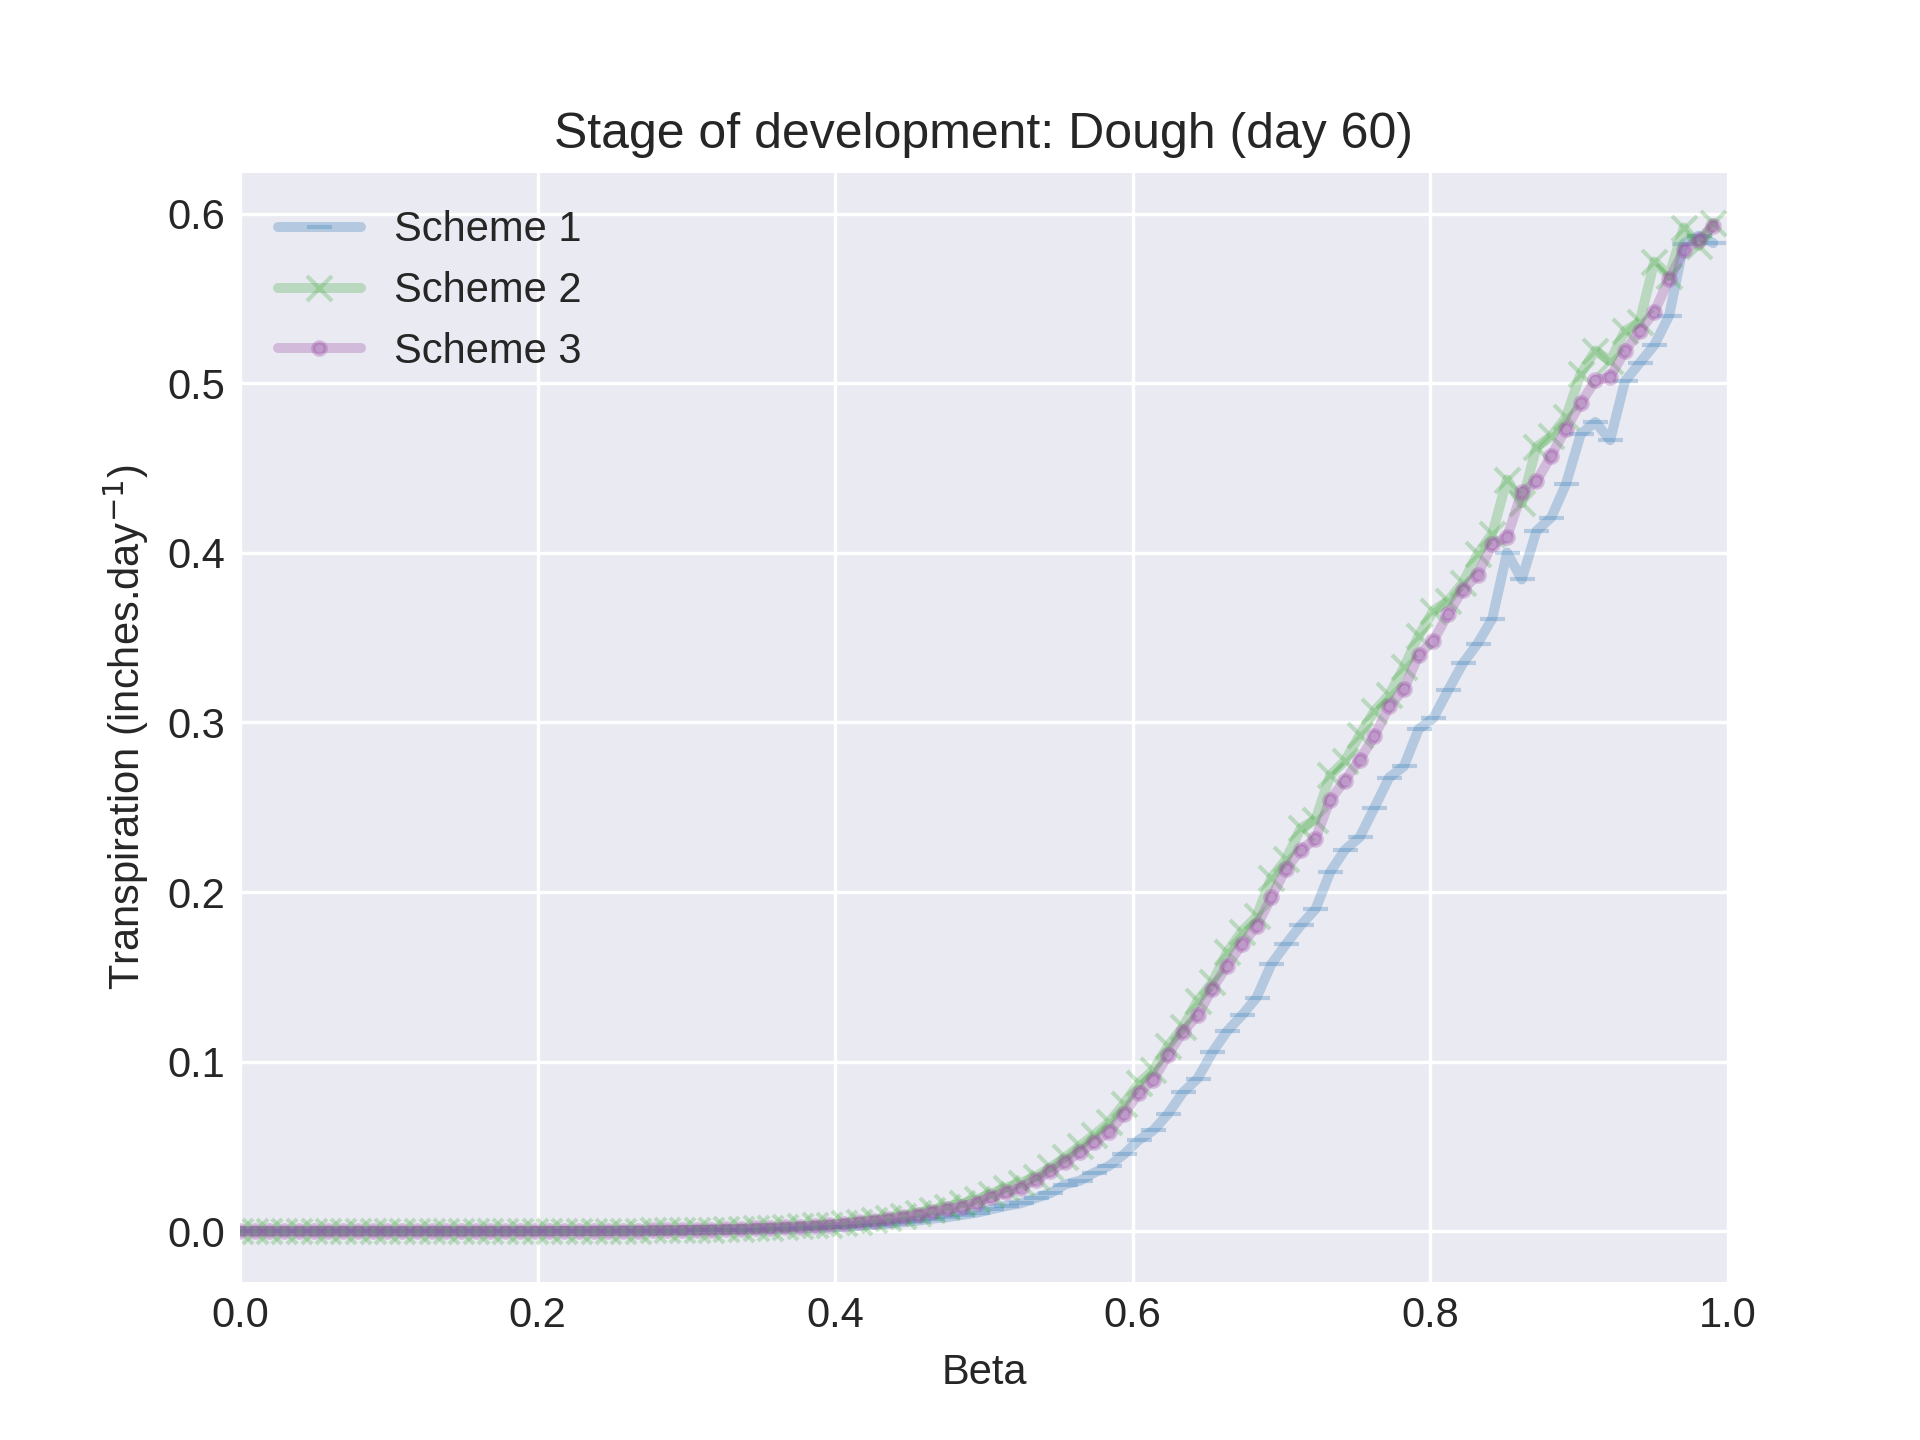 Stage of development: Dough (day 60)
Scheme 1
Scheme 2
Scheme 3
Transpiration (inches.day⁻¹)
0.6
0.5
0.4
0.3
0.2
0.1
0.0
0.0 0.2 0.4 0.6 0.8 1.0
Beta